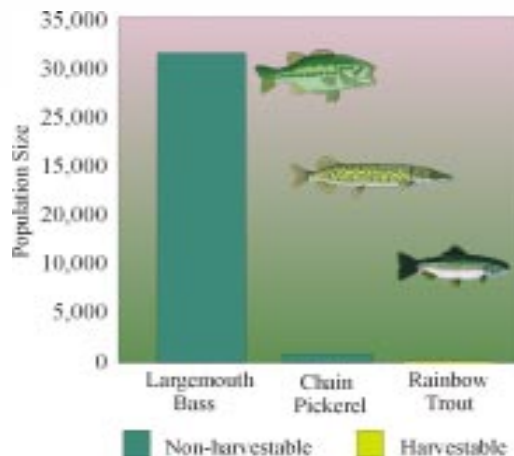 35,000
30,000
25,000
15,000
20,000
10,000
5,000
0
Population Size
Largemouth Bass
Chain Pickerel
Rainbow Trout
Non-harvestable
Harvestable